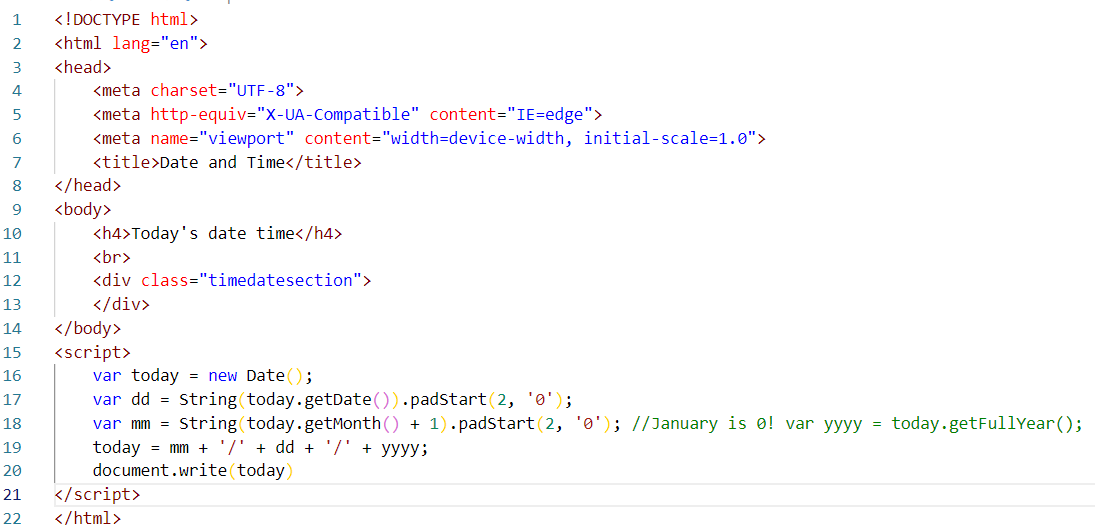 1 <!DOCTYPE html>
2 <html lang="en">
3 <head>
4     <meta charset="UTF-8">
5     <meta http-equiv="X-UA-Compatible" content="IE=edge">
6     <meta name="viewport" content="width=device-width, initial-scale=1.0">
7     <title>Date and Time</title>
8 </head>
9 <body>
10     <h4>Today's date time</h4>
11     <br>
12     <div class="timedatesection">
13     </div>
14 </body>
15 <script>
16     var today = new Date();
17     var dd = String(today.getDate()).padStart(2, '0');
18     var mm = String(today.getMonth() + 1).padStart(2, '0'); //January is 0! var yyyy = today.getFullYear();
19     today = mm + '/' + dd + '/' + yyyy;
20     document.write(today)
21 </script>
22 </html>